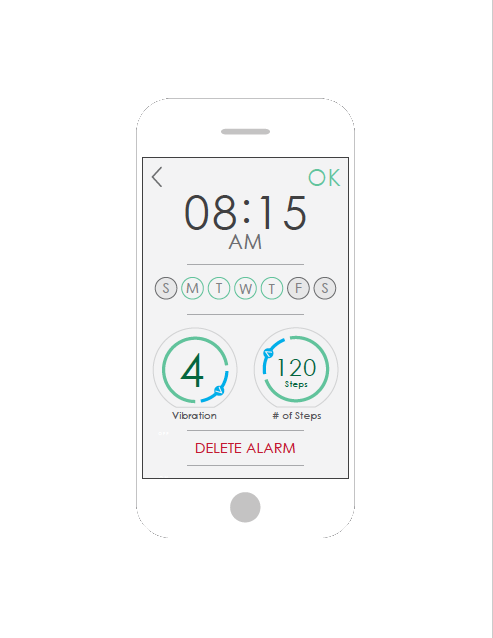 OK
08:15
AM
S M T W T F S
4
120
Steps
Vibration
# of Steps
DELETE ALARM